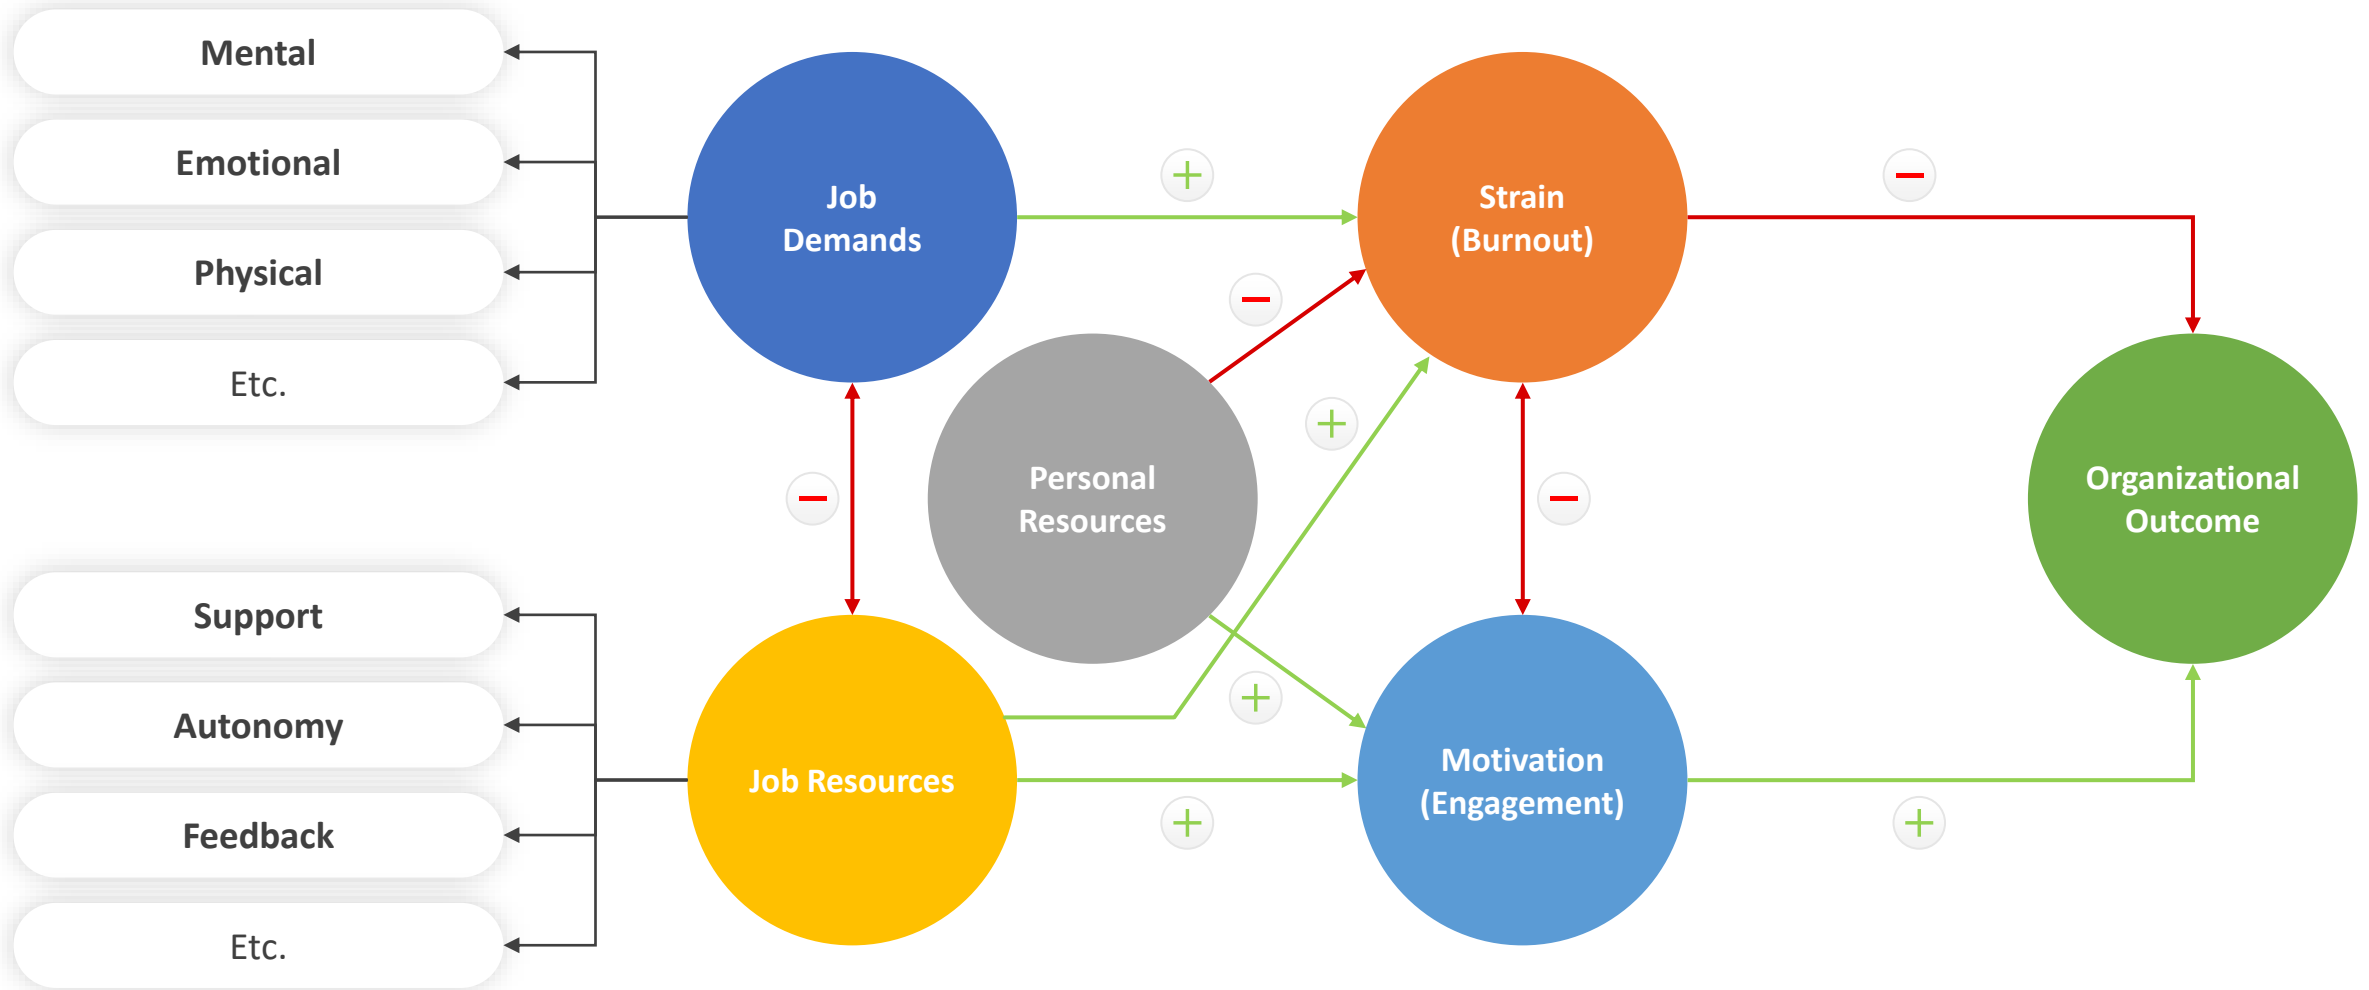 Mental
Emotional
Physical
Etc.
Support
Autonomy
Feedback
Etc.
Job
Demands
Personal
Resources
Job Resources
Strain
(Burnout)
Motivation
(Engagement)
Organizational
Outcome